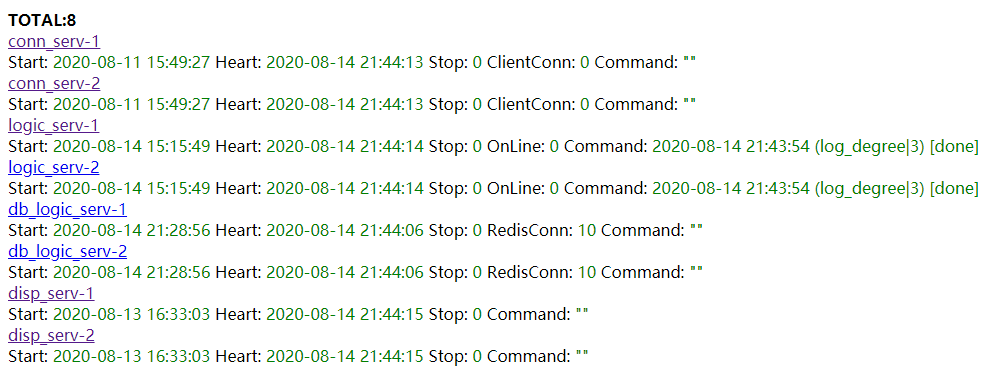 TOTAL:8
conn_serv-1
Start: 2020-08-11 15:49:27 Heart: 2020-08-14 21:44:13 Stop: 0 ClientConn: 0 Command: ""
conn_serv-2
Start: 2020-08-11 15:49:27 Heart: 2020-08-14 21:44:13 Stop: 0 ClientConn: 0 Command: ""
logic_serv-1
Start: 2020-08-14 15:15:49 Heart: 2020-08-14 21:44:14 Stop: 0 OnLine: 0 Command: 2020-08-14 21:43:54 (log_degree|3) [done]
logic_serv-2
Start: 2020-08-14 15:15:49 Heart: 2020-08-14 21:44:14 Stop: 0 OnLine: 0 Command: 2020-08-14 21:43:54 (log_degree|3) [done]
db_logic_serv-1
Start: 2020-08-14 21:28:56 Heart: 2020-08-14 21:44:06 Stop: 0 RedisConn: 10 Command: ""
db_logic_serv-2
Start: 2020-08-14 21:28:56 Heart: 2020-08-14 21:44:06 Stop: 0 RedisConn: 10 Command: ""
disp_serv-1
Start: 2020-08-13 16:33:03 Heart: 2020-08-14 21:44:15 Stop: 0 Command: ""
disp_serv-2
Start: 2020-08-13 16:33:03 Heart: 2020-08-14 21:44:15 Stop: 0 Command: ""